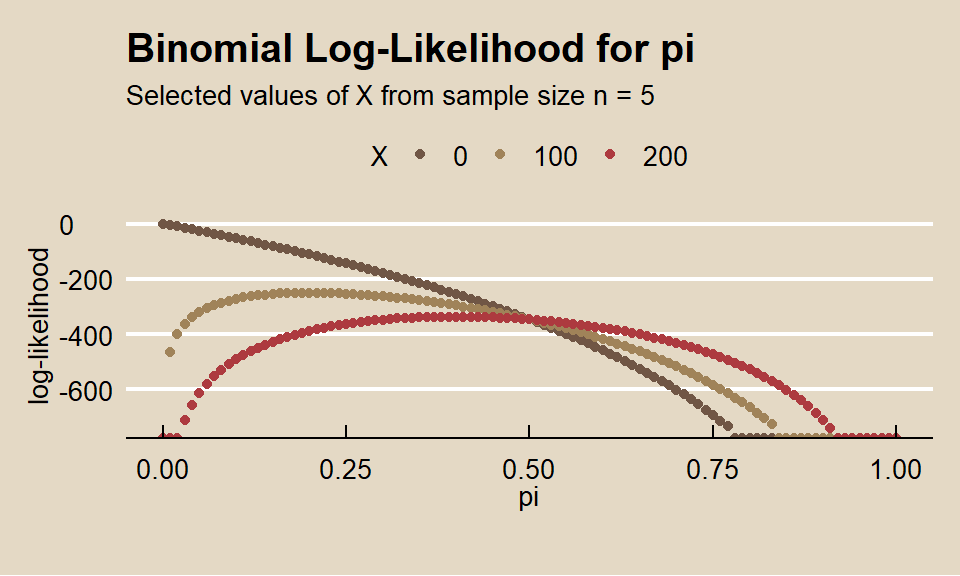 Binomial Log-Likelihood for pi
Selected values of X from sample size n = 5
X 0 100 200
0
-200
-400
-600
log-likelihood
0.00 0.25 0.50 0.75 1.00
pi